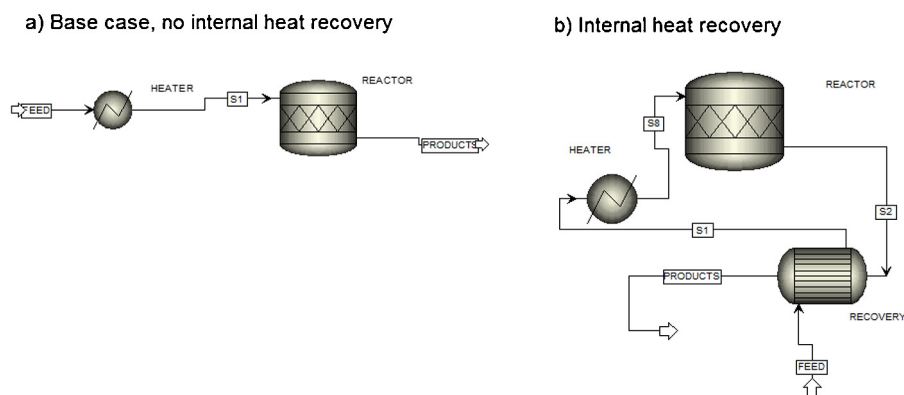 a) Base case, no internal heat recovery
HEATER
S1
REACTOR
FEED
PRODUCTS
b) Internal heat recovery
REACTOR
S8
HEATER
S2
S1
PRODUCTS
RECOVERY
FEED